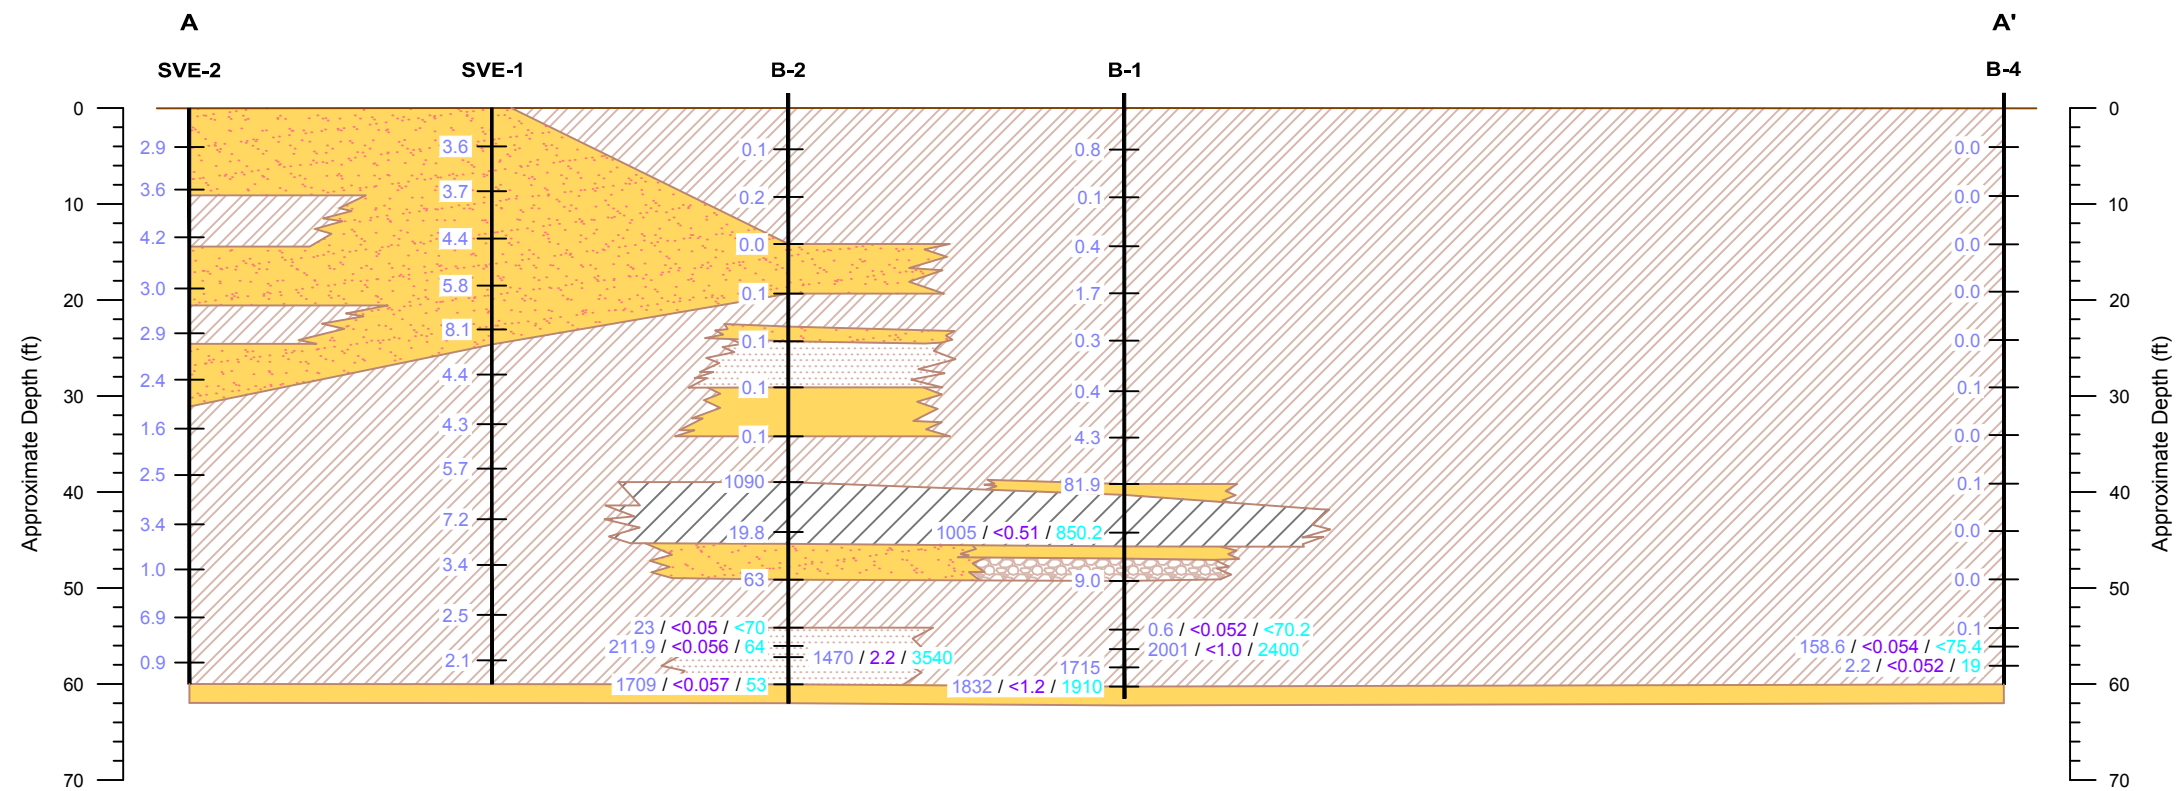 A A'
SVE-2 SVE-1 B-2 B-1 B-4
0 0
2.9 3.6 0.1 0.8 0.0
3.6 3.7 0.2 0.1 0.0
10 10
4.2 4.4 0.0 0.4 0.0
3.0 5.8 0.1 1.7 0.0
20 20
2.9 8.1 0.1 0.3 0.0
2.4 4.4 0.1 0.4 0.1
30 30
1.6 4.3 0.1 4.3 0.0
2.5 5.7 1090 81.9 0.1
40 40
3.4 7.2 19.8 1005 / <0.51 / 850.2 0.0
1.0 3.4 63 9.0 0.0
50 50
6.9 2.5 23 / <0.05 / <70 0.6 / <0.052 / <70.2 0.1
211.9 / <0.056 / 64 2001 / <1.0 / 2400 158.6 / <0.054 / <75.4
0.9 2.1 1470 / 2.2 / 3540 1715 2.2 / <0.052 / 19
60 1709 / <0.057 / 53 1832 / <1.2 / 1910 60
70 70
Approximate Depth (ft)
Approximate Depth (ft)